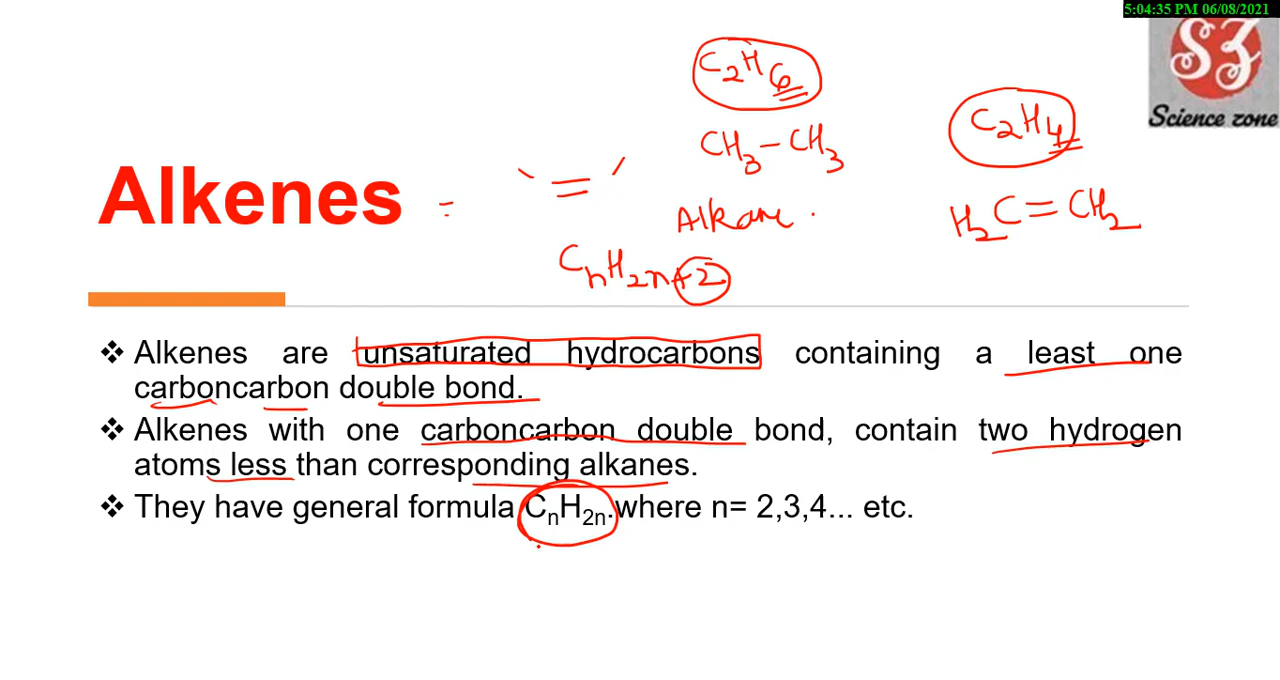 5:04:35 PM 06/08/2021
SZ
Science zone
C₂H₆
C₂H₄
CH₃-CH₃
Alkenes
=
H₂C=CH₂
Alkane
CnH2n+2
❖ Alkenes are unsaturated hydrocarbons containing a least one
carboncarbon double bond.
❖ Alkenes with one carboncarbon double bond, contain two hydrogen
atoms less than corresponding alkanes.
❖ They have general formula CnH2n.where n= 2,3,4... etc.